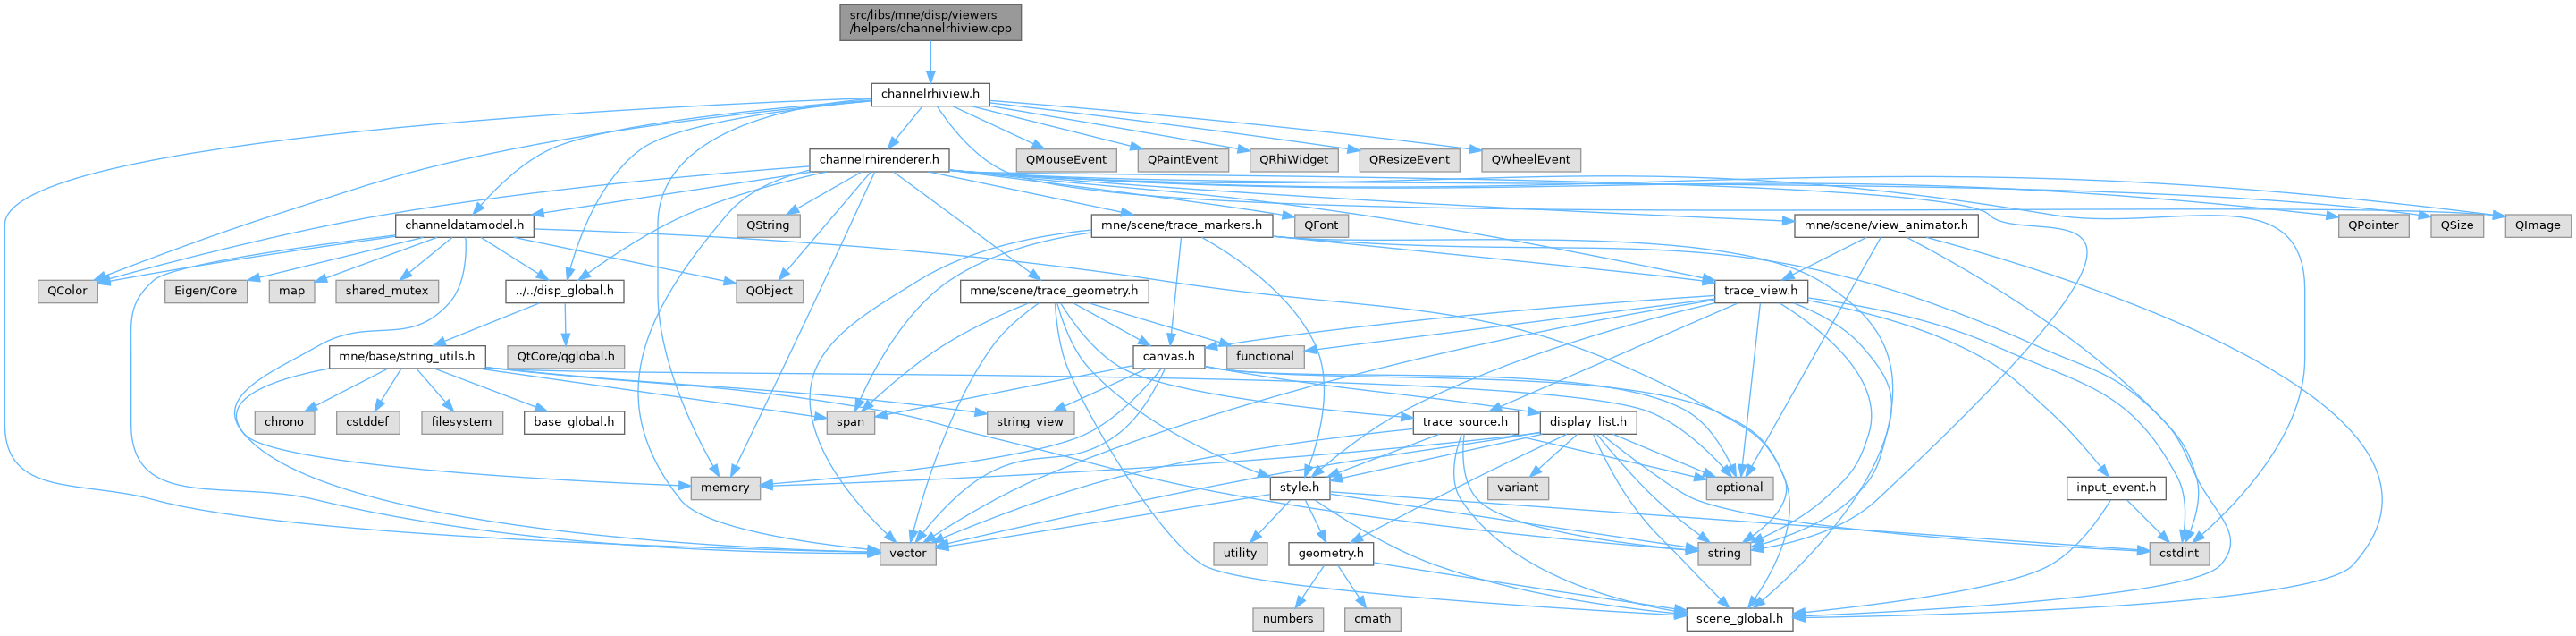 src/libs/mne/disp/viewers
/helpers/channelrhiview.cpp
channelrhiview.h
channelrhirenderer.h
QMouseEvent
QPaintEvent
QRhiWidget
QResizeEvent
QWheelEvent
channeldatamodel.h
QString
mne/scene/trace_markers.h
QFont
mne/scene/view_animator.h
QPointer
QSize
QImage
QColor
Eigen/Core
map
shared_mutex
../../disp_global.h
QObject
mne/scene/trace_geometry.h
trace_view.h
mne/base/string_utils.h
QtCore/qglobal.h
canvas.h
functional
chrono
cstddef
filesystem
base_global.h
span
string_view
trace_source.h
display_list.h
memory
style.h
variant
optional
input_event.h
vector
utility
geometry.h
string
cstdint
numbers
cmath
scene_global.h